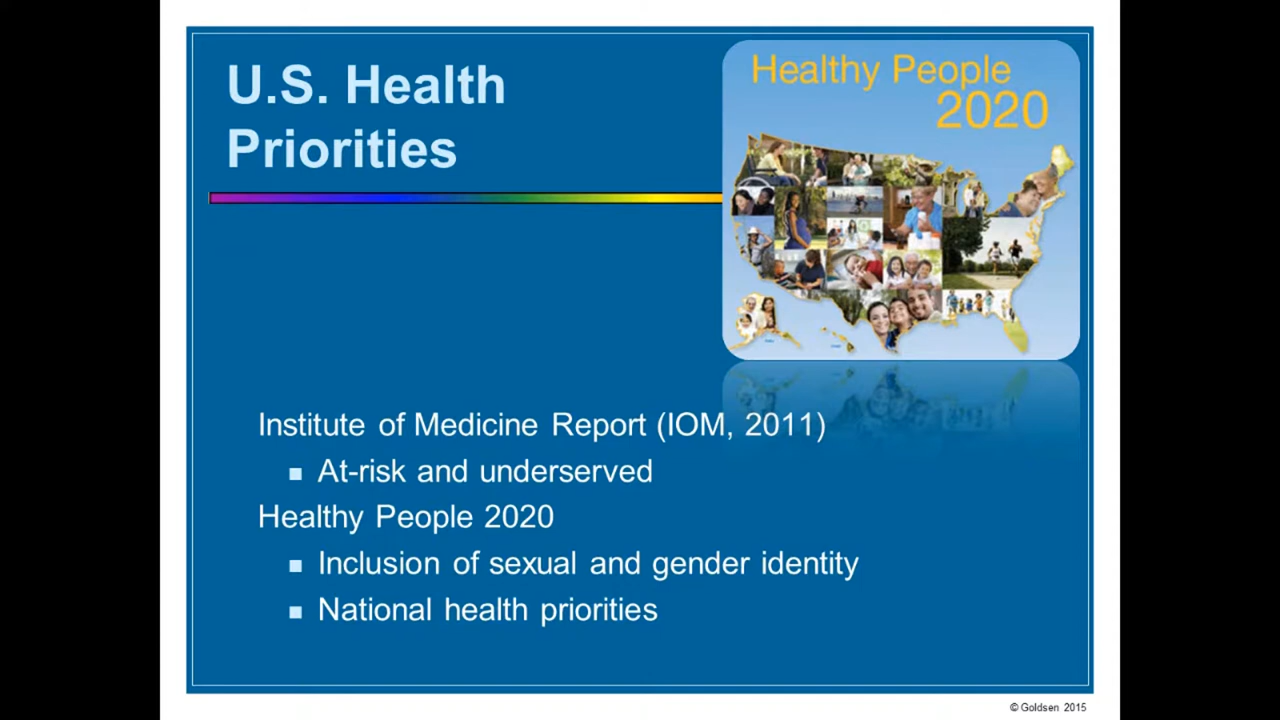 U.S. Health
Priorities
Healthy People
2020
Institute of Medicine Report (IOM, 2011)
■ At-risk and underserved
Healthy People 2020
■ Inclusion of sexual and gender identity
■ National health priorities
© Goldsen 2015